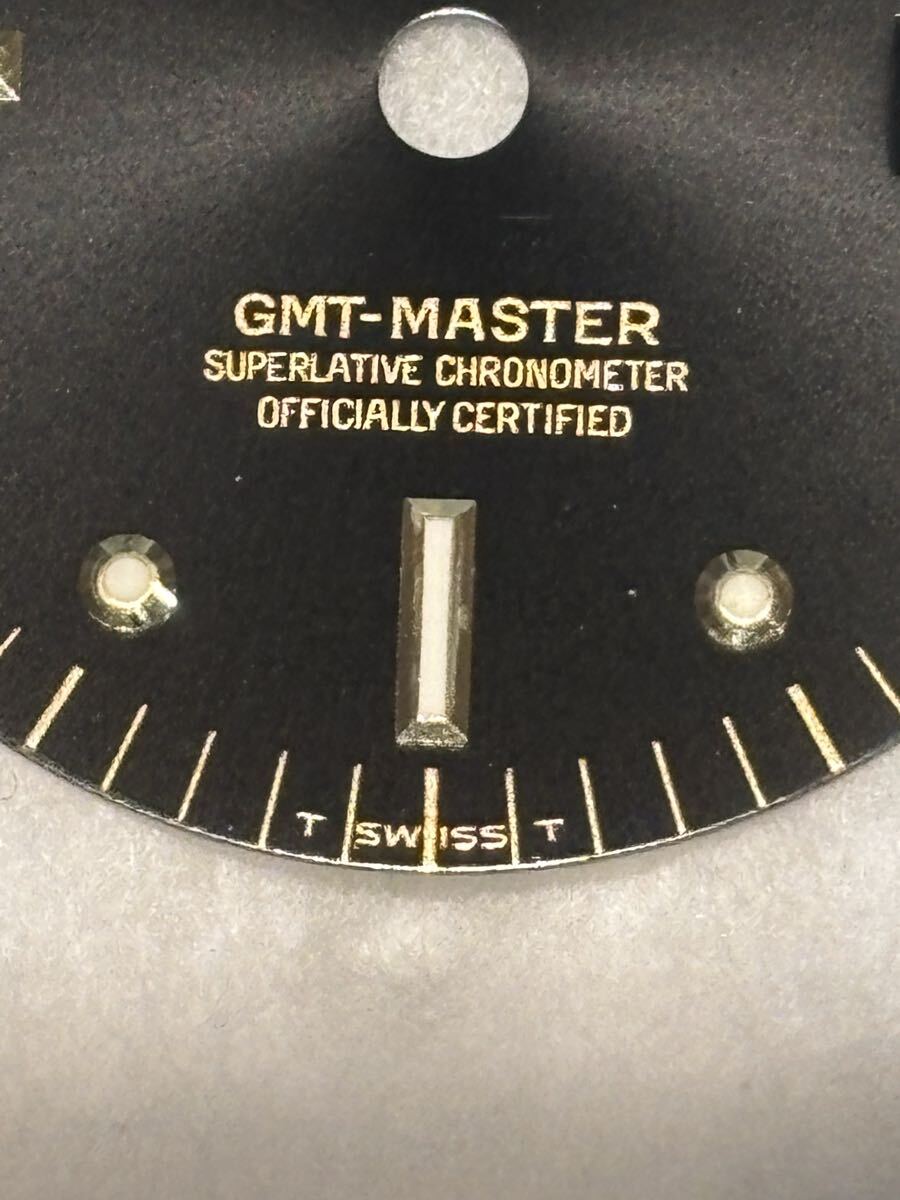 GMT-MASTER
SUPERLATIVE CHRONOMETER
OFFICIALLY CERTIFIED
T SWISS T